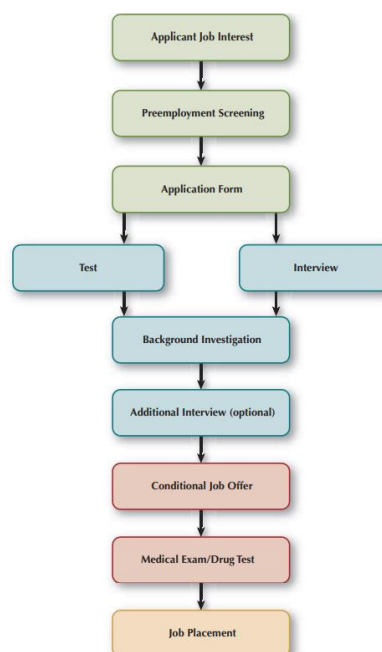 Applicant Job Interest
Preemployment Screening
Application Form
Test
Interview
Background Investigation
Additional Interview (optional)
Conditional Job Offer
Medical Exam/Drug Test
Job Placement